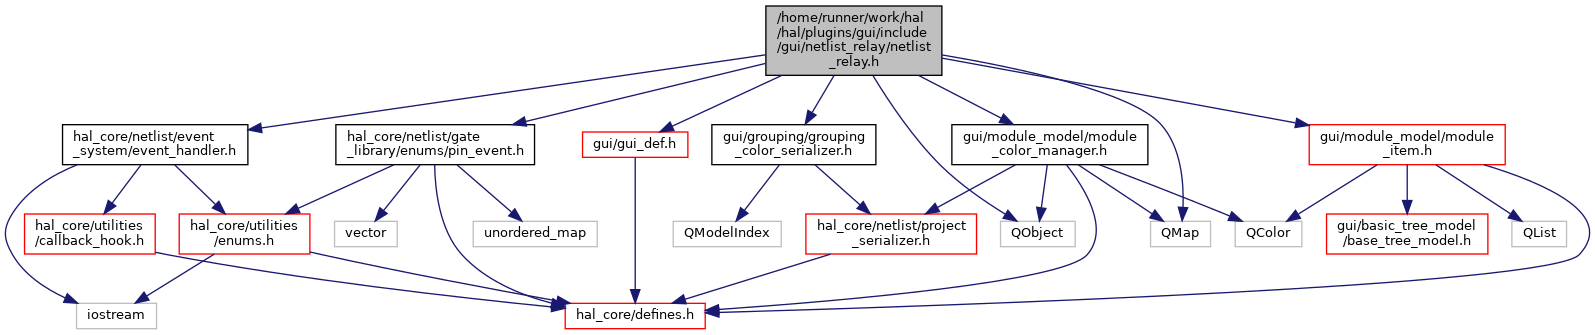 /home/runner/work/hal
/hal/plugins/gui/include
/gui/netlist_relay/netlist
_relay.h
hal_core/netlist/event
_system/event_handler.h
hal_core/netlist/gate
_library/enums/pin_event.h
gui/gui_def.h
gui/grouping/grouping
_color_serializer.h
gui/module_model/module
_color_manager.h
gui/module_model/module
_item.h
hal_core/utilities
/callback_hook.h
hal_core/utilities
/enums.h
vector
unordered_map
QModelIndex
hal_core/netlist/project
_serializer.h
QObject
QMap
QColor
gui/basic_tree_model
/base_tree_model.h
QList
iostream
hal_core/defines.h